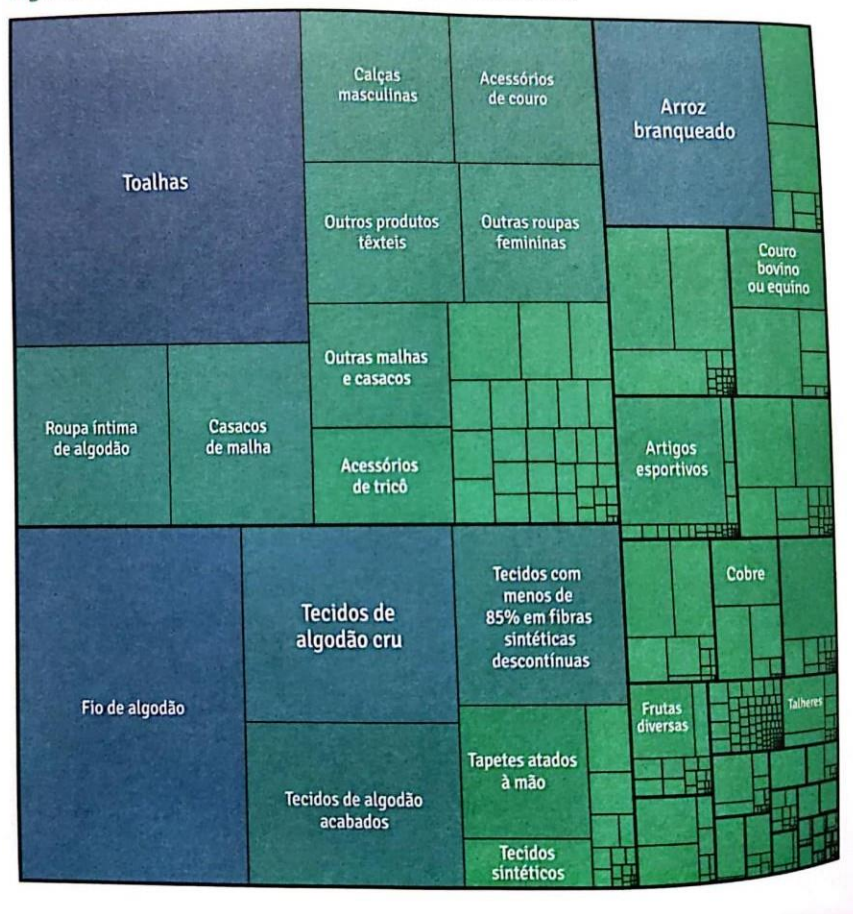 Calças
masculinas
Acessórios
de couro
Arroz
branqueado
Toalhas
Outros produtos
têxteis
Outras roupas
femininas
Couro
bovino
ou equino
Outras malhas
e casacos
Roupa íntima
de algodão
Casacos
de malha
Acessórios
de tricô
Artigos
esportivos
Tecidos com
menos de
85% em fibras
sintéticas
descontínuas
Cobre
Tecidos de
algodão cru
Fio de algodão
Frutas
diversas
Talheres
Tapetes atados
à mão
Tecidos de algodão
acabados
Tecidos
sintéticos